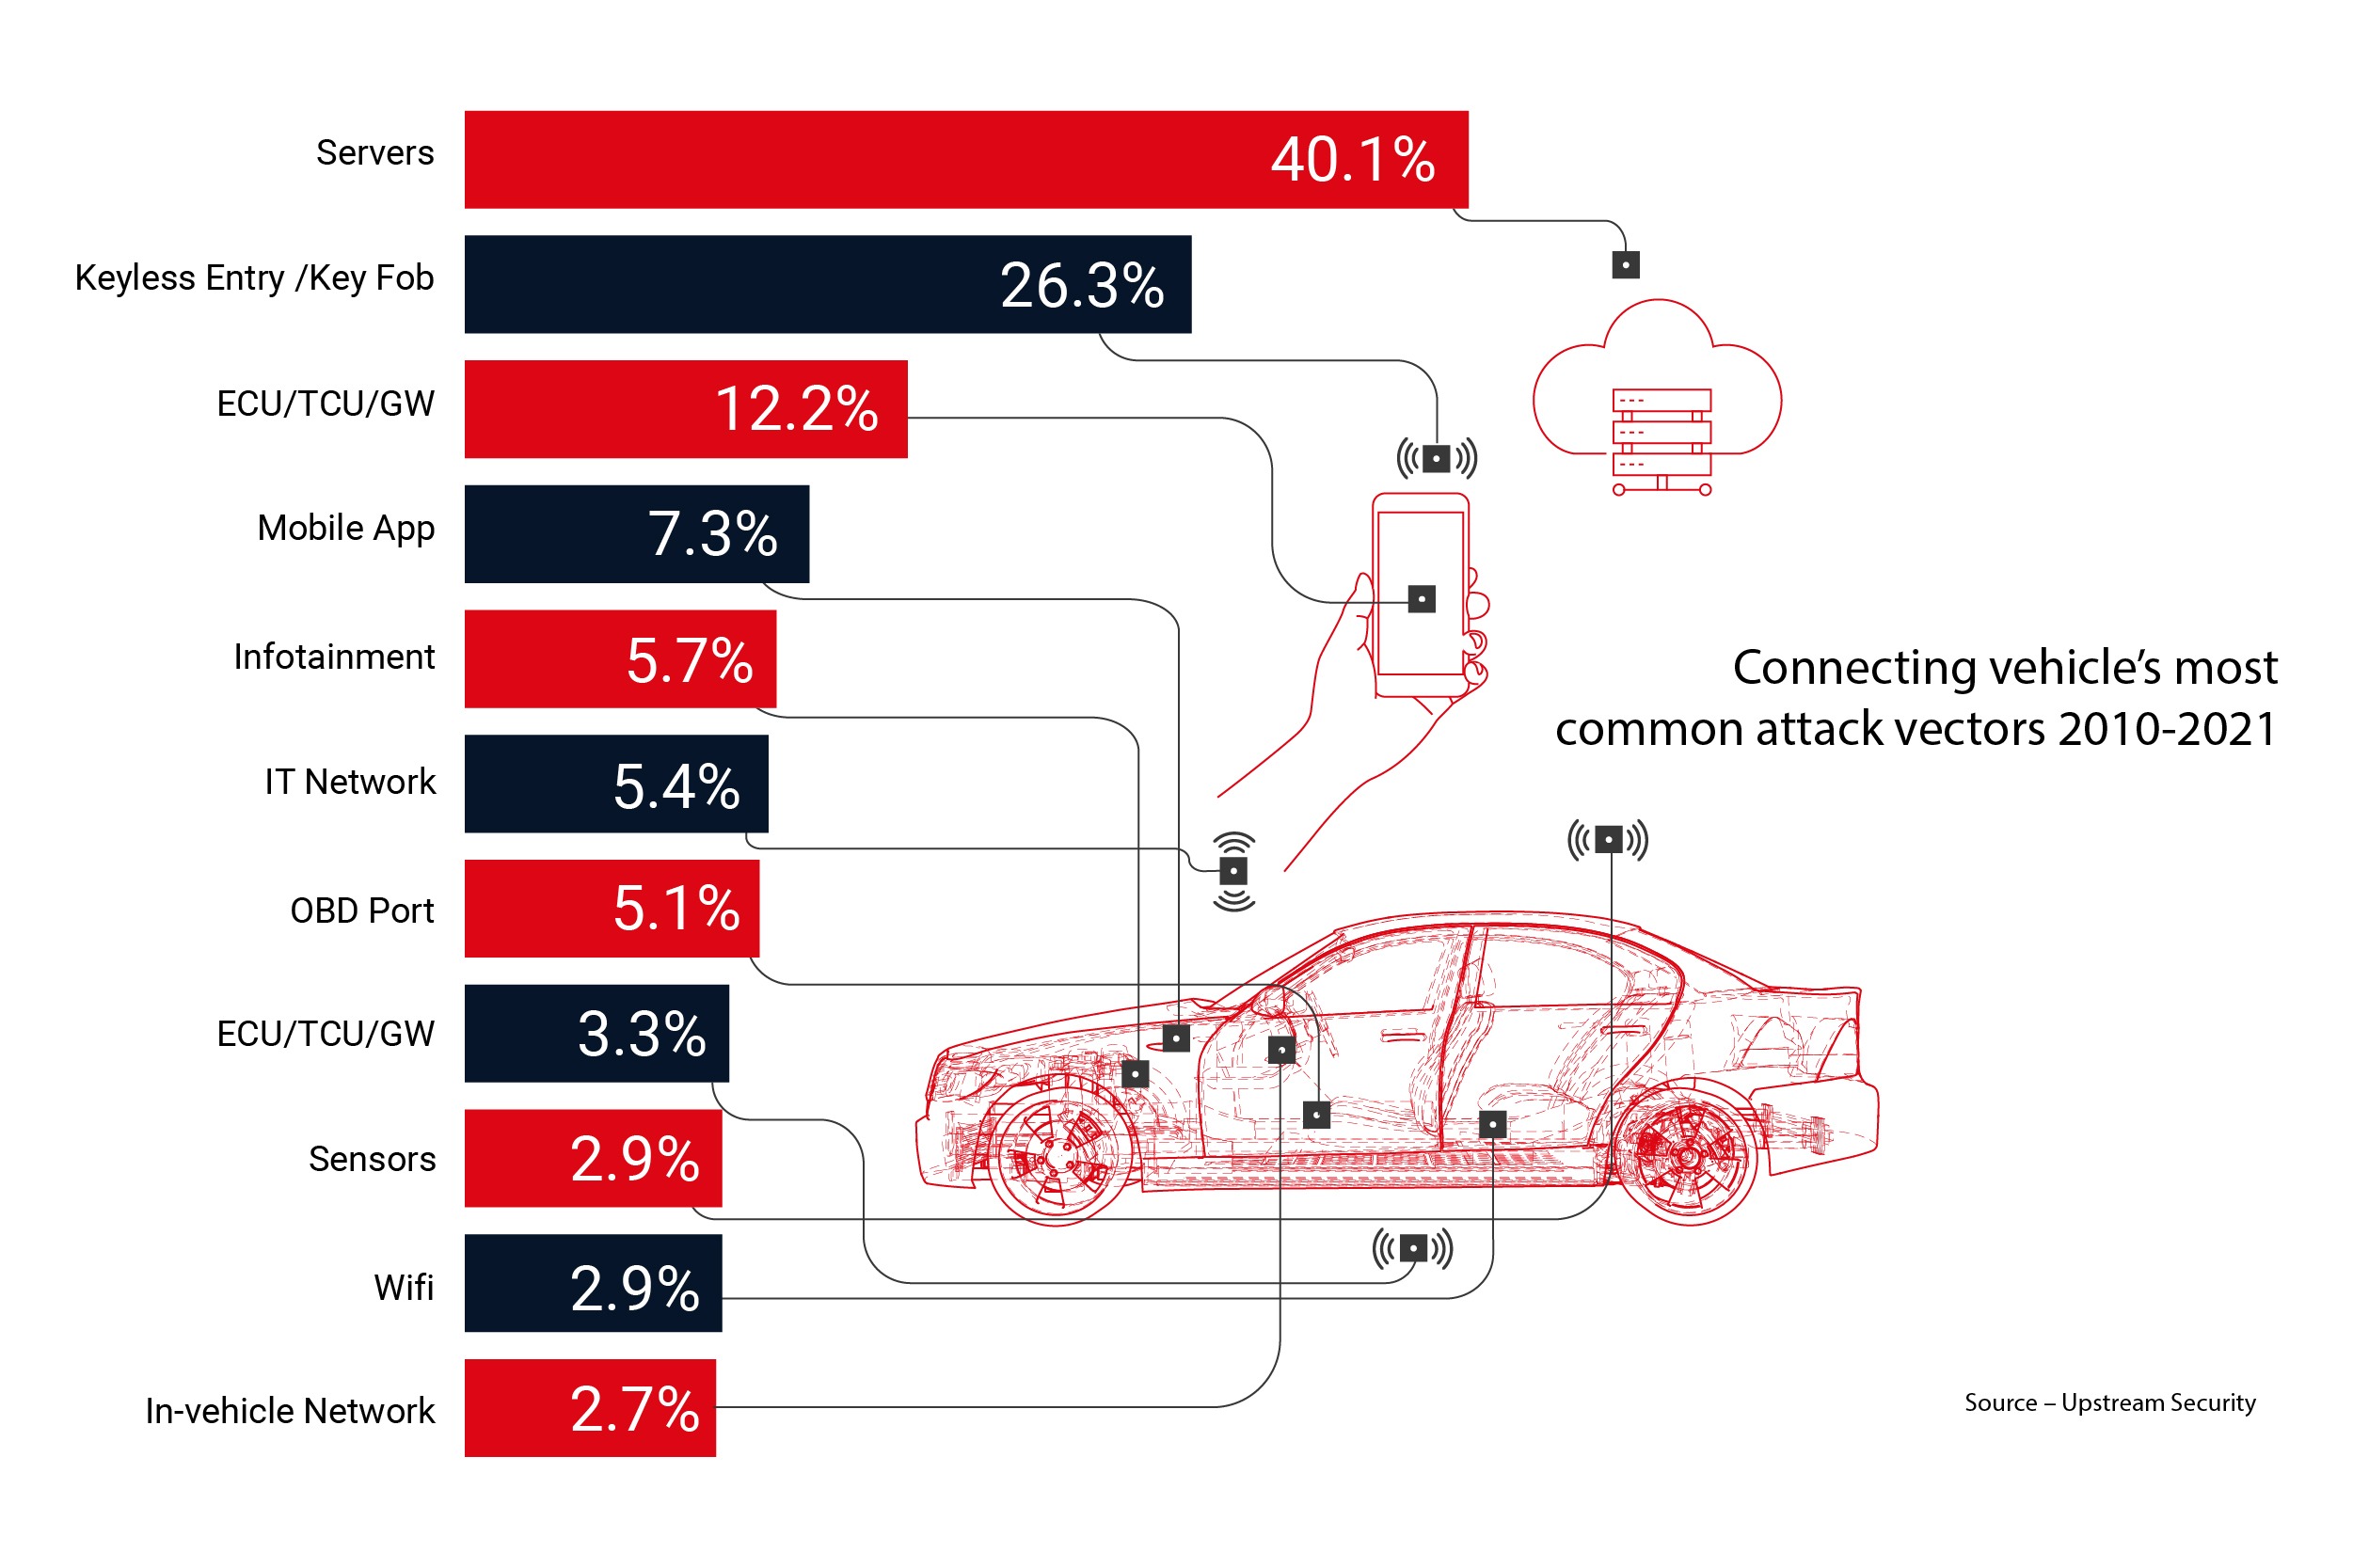 Servers 40.1%
Keyless Entry /Key Fob 26.3%
ECU/TCU/GW 12.2%
Mobile App 7.3%
Infotainment 5.7%
IT Network 5.4%
OBD Port 5.1%
ECU/TCU/GW 3.3%
Sensors 2.9%
Wifi 2.9%
In-vehicle Network 2.7%
Connecting vehicle’s most
common attack vectors 2010-2021
Source – Upstream Security